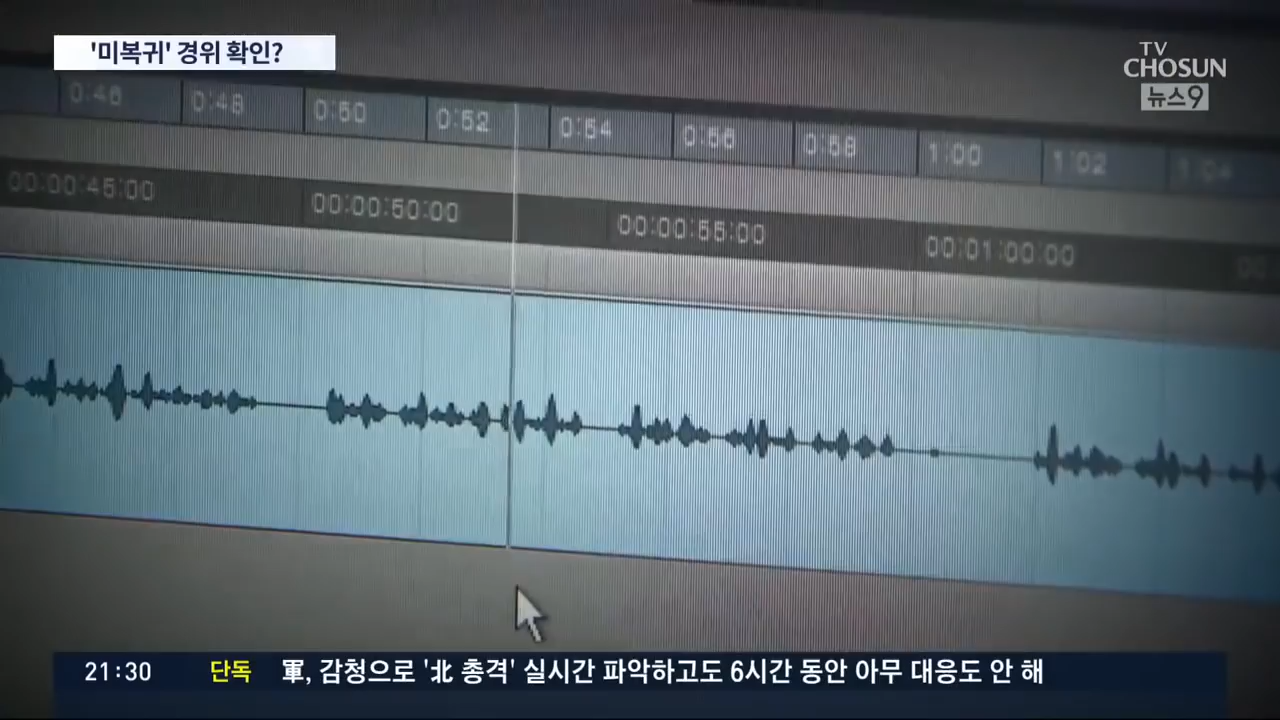 '미복귀' 경위 확인?
TV
CHOSUN
뉴스9
0:46 0:48 0:50 0:52 0:54 0:56 0:58 1:00 1:02 1:04
00:00:45:00 00:00:50:00 00:00:55:00 00:01:00:00
21:30 단독 軍, 감청으로 '北 총격' 실시간 파악하고도 6시간 동안 아무 대응도 안 해